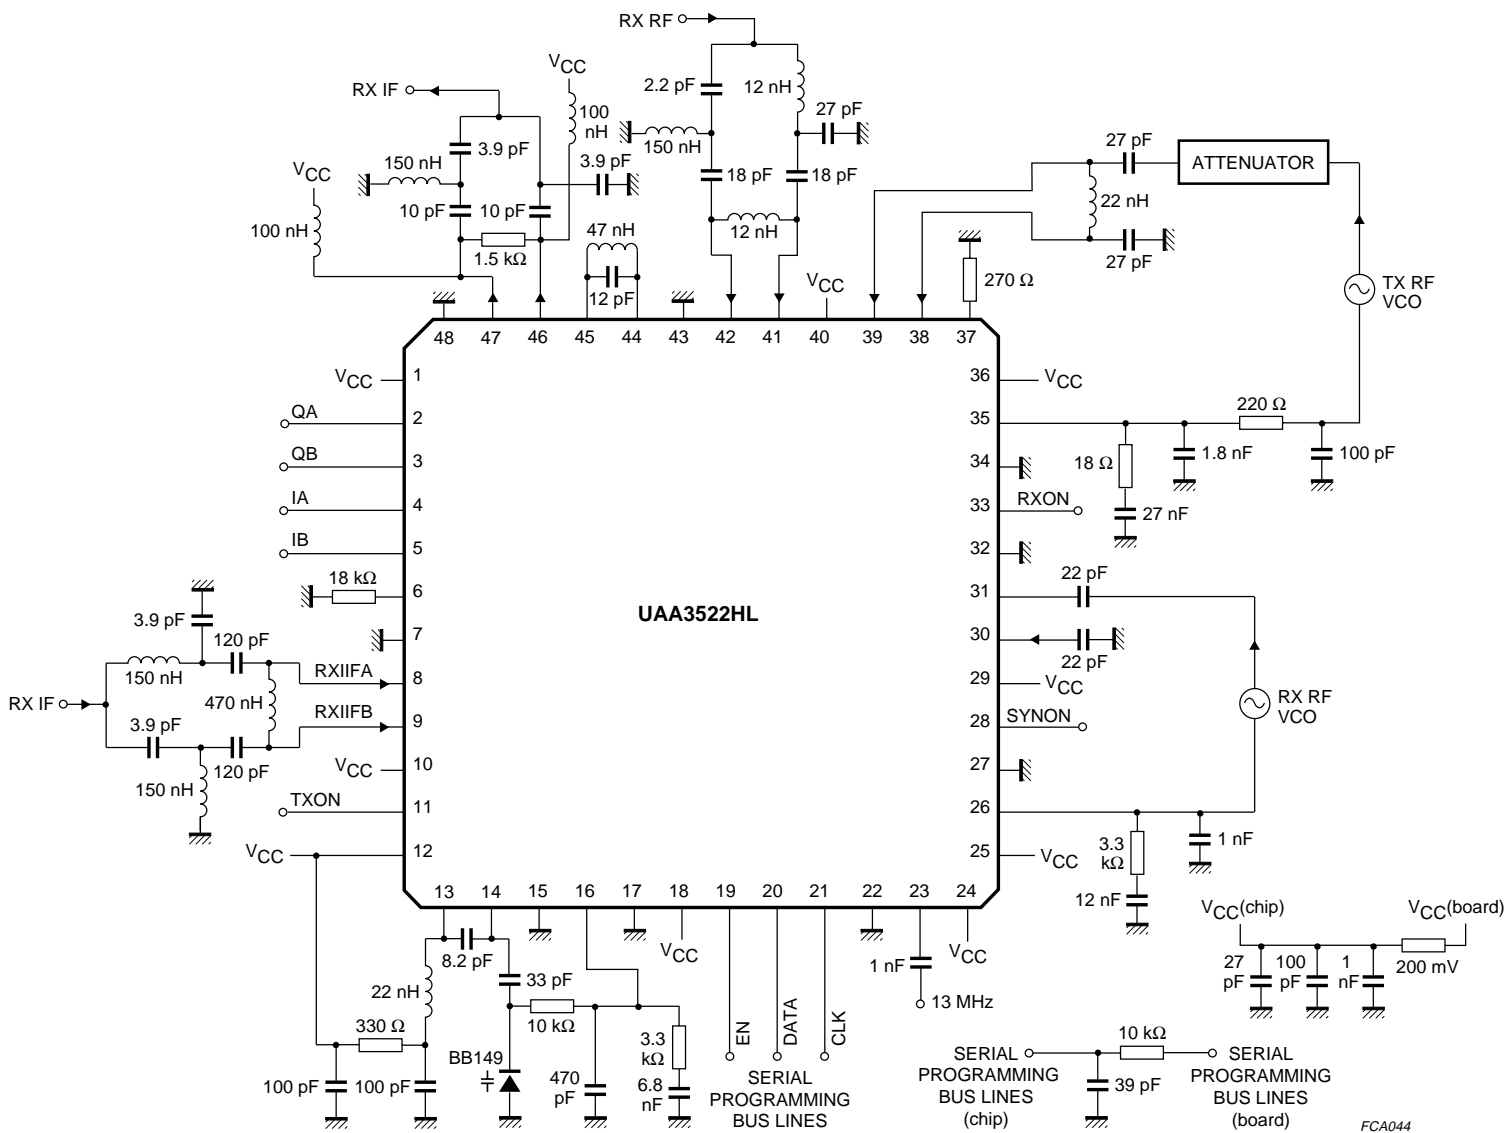 RX RF
VCC
RX IF
2.2 pF
12 nH
100
nH
27 pF
3.9 pF
150 nH
27 pF
ATTENUATOR
150 nH
3.9 pF
VCC
18 pF
18 pF
22 nH
10 pF
10 pF
100 nH
47 nH
12 nH
1.5 kΩ
27 pF
270 Ω
VCC
12 pF
TX RF
VCO
48
47
46
45
44
43
42
41
40
39
38
37
VCC
1
36
VCC
QA
2
35
220 Ω
QB
3
34
18 Ω
1.8 nF
100 pF
IA
4
33
RXON
27 nF
IB
5
32
18 kΩ
6
31
22 pF
UAA3522HL
3.9 pF
120 pF
7
30
22 pF
150 nH
RXIIFA
8
29
VCC
RX IF
470 nH
RX RF
VCO
3.9 pF
RXIIFB
9
28
SYNON
120 pF
VCC
10
27
150 nH
TXON
11
26
3.3
kΩ
1 nF
VCC
12
25
VCC
12 nF
13
14
15
16
17
18
19
20
21
22
23
24
VCC(chip)
VCC(board)
8.2 pF
VCC
1 nF
VCC
27
pF
100
pF
1
nF
200 mV
22 nH
33 pF
13 MHz
330 Ω
10 kΩ
3.3
kΩ
EN
DATA
CLK
BB149
100 pF
100 pF
470
pF
6.8
nF
SERIAL
PROGRAMMING
BUS LINES
SERIAL
PROGRAMMING
BUS LINES
(chip)
10 kΩ
39 pF
SERIAL
PROGRAMMING
BUS LINES
(board)
FCA044